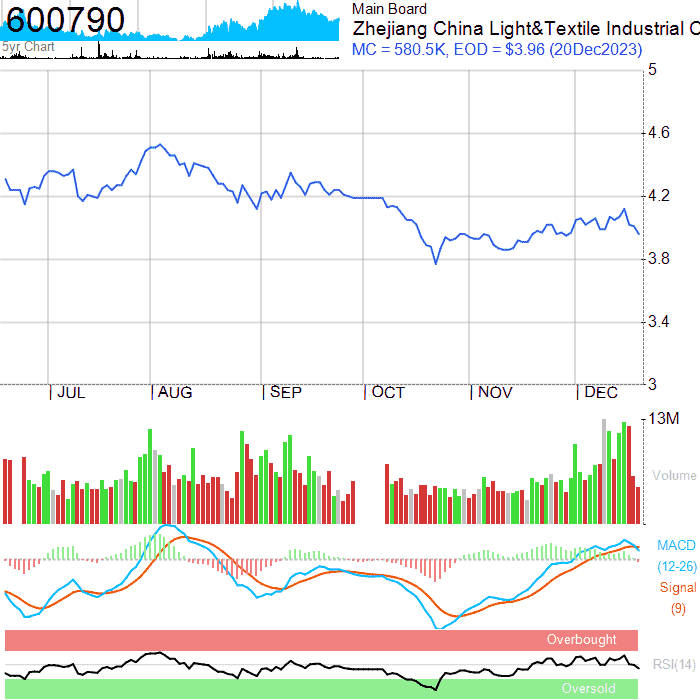 600790
5yr Chart
Main Board
Zhejiang China Light&Textile Industrial C
MC = 580.5K, EOD = $3.96 (20Dec2023)
5
4.6
4.2
3.8
3.4
3
JUL AUG SEP OCT NOV DEC
13M
Volume
MACD
(12-26)
Signal
(9)
Overbought
RSI(14)
Oversold